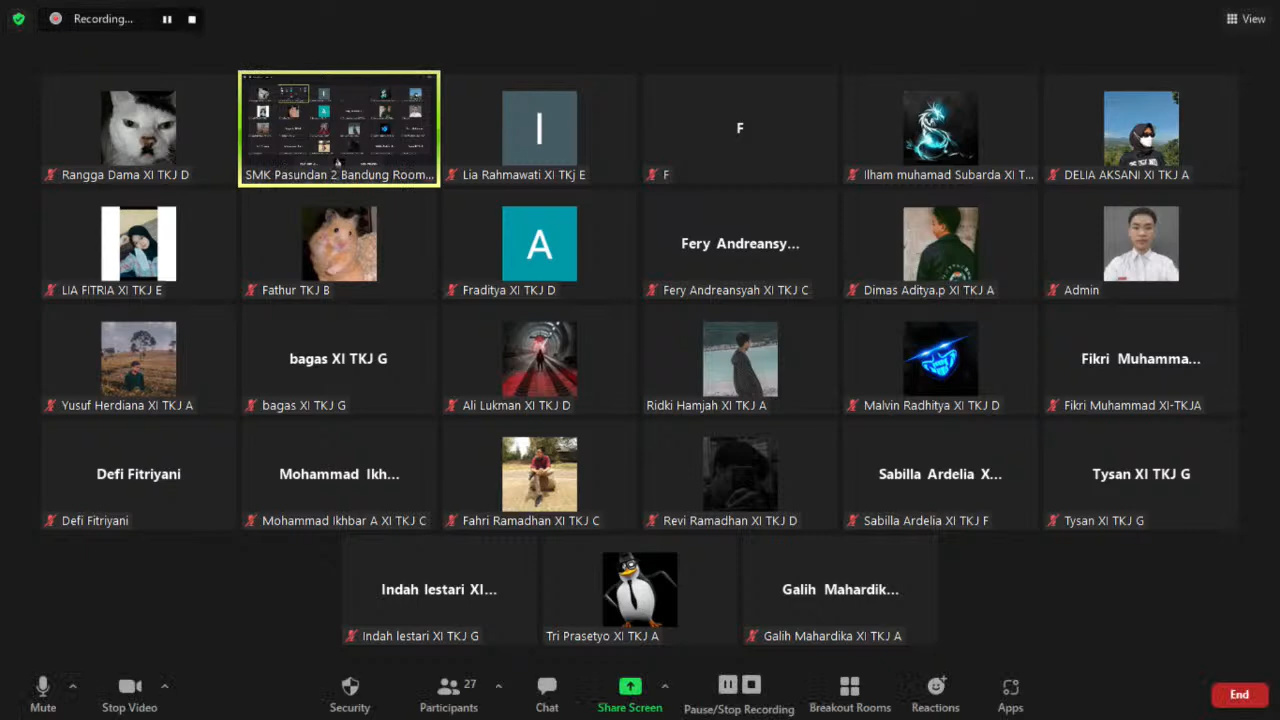 Recording...
View
Rangga Dama XI TKJ D
SMK Pasundan 2 Bandung Room...
I
Lia Rahmawati XI TKj E
F
F
Ilham muhamad Subarda XI T...
DELIA AKSANI XI TKJ A
LIA FITRIA XI TKJ E
Fathur TKJ B
A
Fraditya XI TKJ D
Fery Andreansy...
Fery Andreansyah XI TKJ C
Dimas Aditya.p XI TKJ A
Admin
Yusuf Herdiana XI TKJ A
bagas XI TKJ G
bagas XI TKJ G
Ali Lukman XI TKJ D
Ridki Hamjah XI TKJ A
Malvin Radhitya XI TKJ D
Fikri Muhamma...
Fikri Muhammad XI-TKJA
Defi Fitriyani
Defi Fitriyani
Mohammad Ikh...
Mohammad Ikhbar A XI TKJ C
Fahri Ramadhan XI TKJ C
Revi Ramadhan XI TKJ D
Sabilla Ardelia X...
Sabilla Ardelia XI TKJ F
Tysan XI TKJ G
Tysan XI TKJ G
Indah lestari XI...
Indah lestari XI TKJ G
Tri Prasetyo XI TKJ A
Galih Mahardik...
Galih Mahardika XI TKJ A
Mute
Stop Video
Security
27
Participants
Chat
Share Screen
Pause/Stop Recording
Breakout Rooms
Reactions
Apps
End